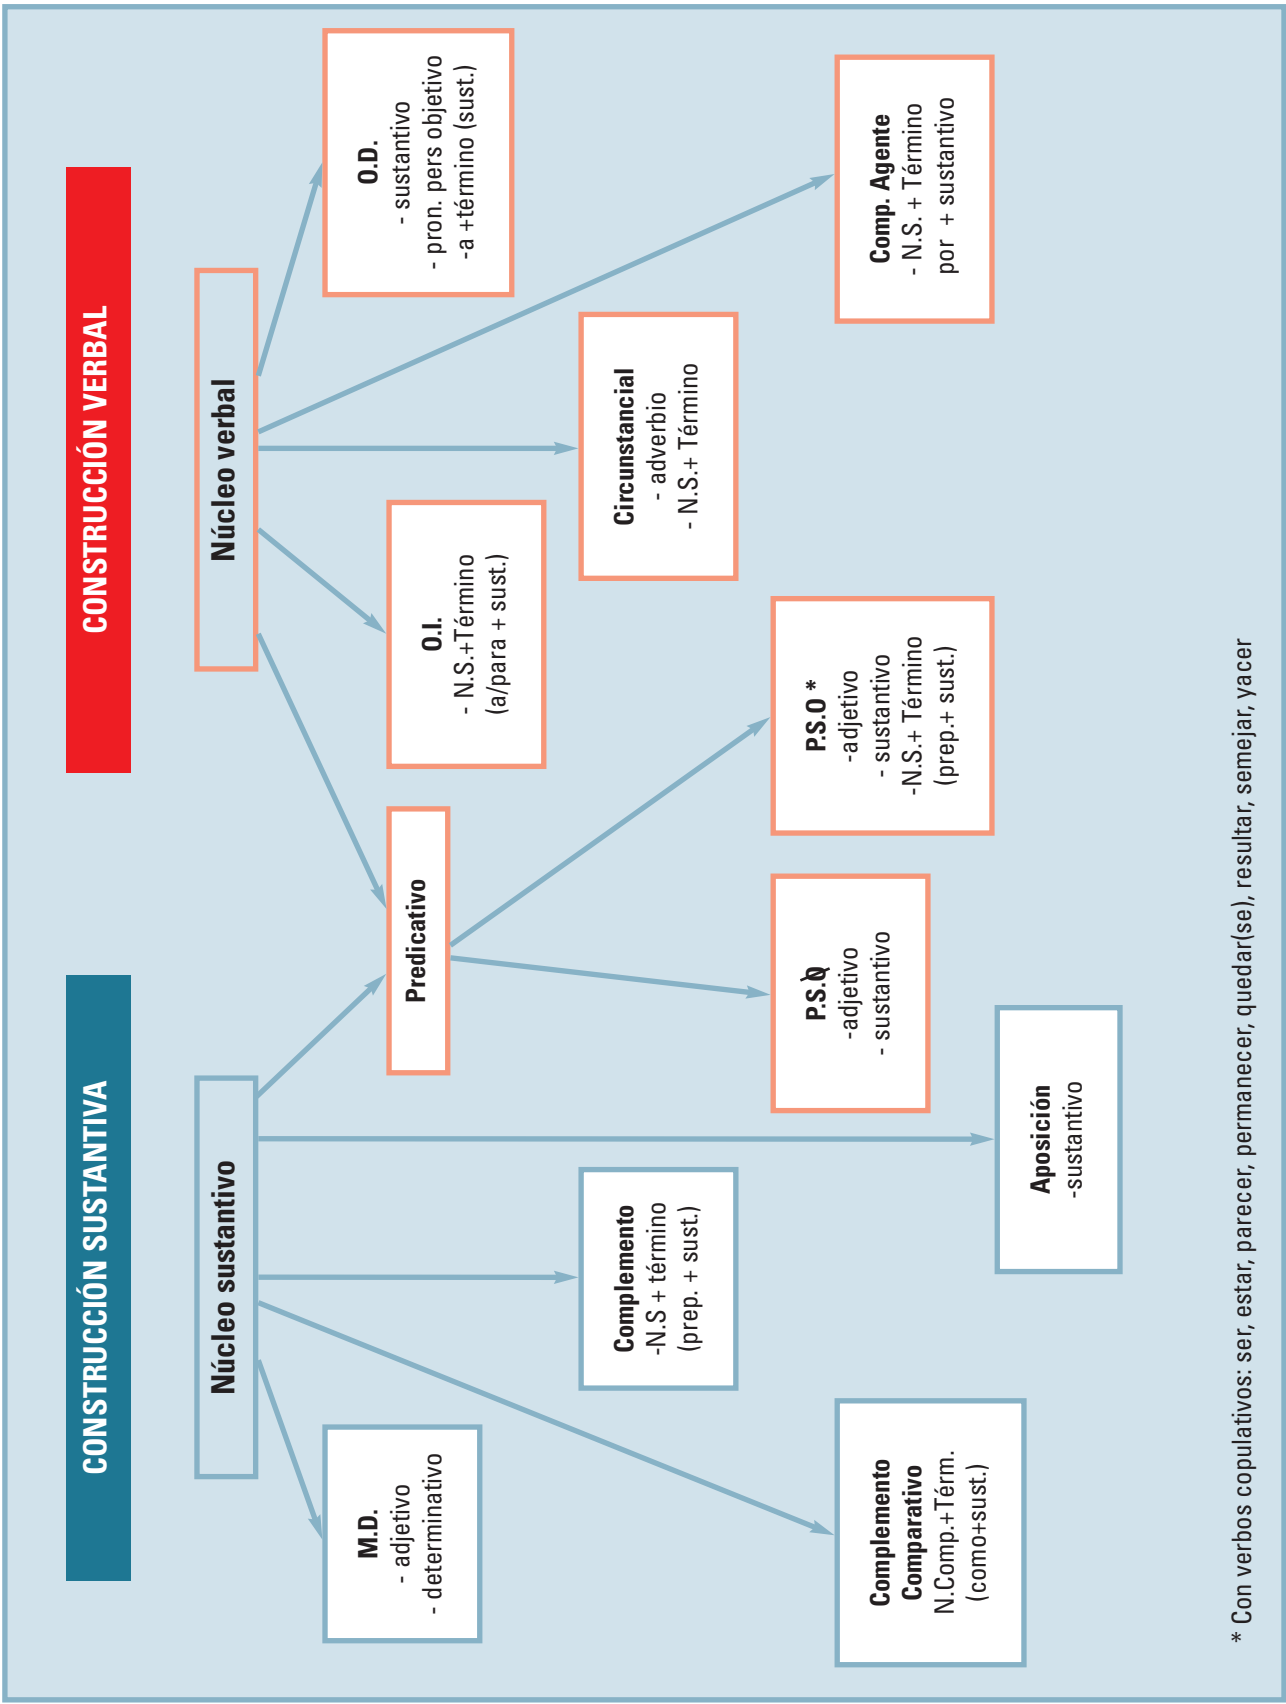 CONSTRUCCIÓN SUSTANTIVA
CONSTRUCCIÓN VERBAL
Núcleo sustantivo
Núcleo verbal
M.D.
- adjetivo
- determinativo
O.D.
- sustantivo
- pron. pers objetivo
-a +término (sust.)
Predicativo
O.I.
- N.S.+Término
(a/para + sust.)
Complemento
-N.S + término
(prep. + sust.)
Circunstancial
- adverbio
- N.S.+ Término
P.S.O
-adjetivo
- sustantivo
P.S.O *
-adjetivo
- sustantivo
-N.S.+ Término
(prep.+ sust.)
Complemento
Comparativo
N.Comp.+Térm.
(como+sust.)
Comp. Agente
- N.S. + Término
por + sustantivo
Aposición
-sustantivo
* Con verbos copulativos: ser, estar, parecer, permanecer, quedar(se), resultar, semejar, yacer